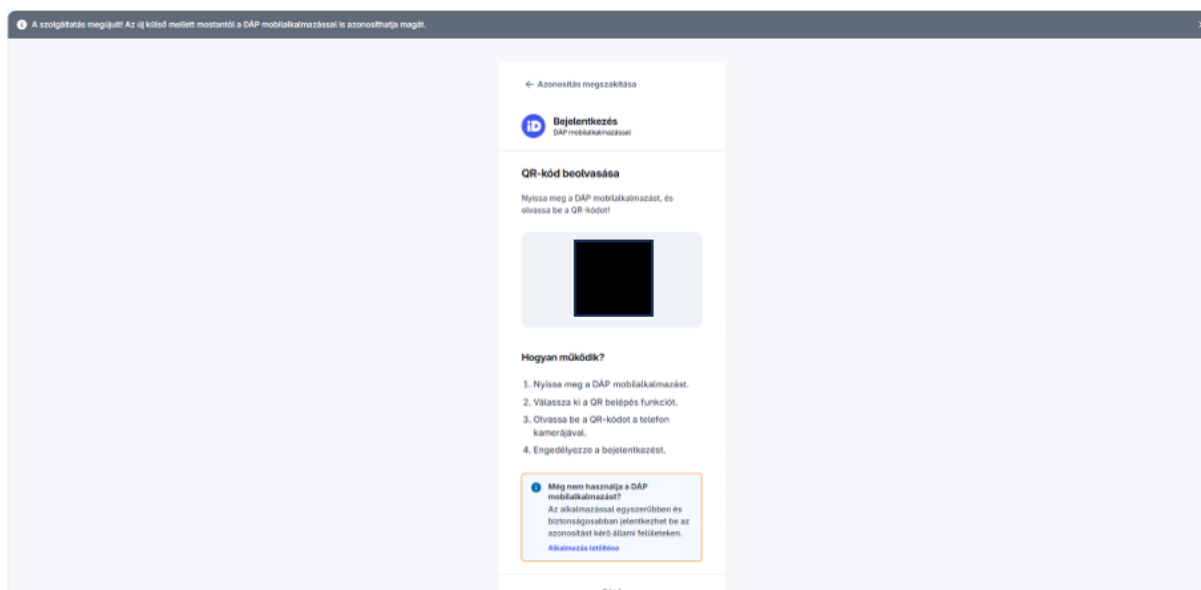 A szolgáltatás megújult! Az új külső mellett mostantól a DÁP mobilalkalmazással is azonosíthatja magát.
← Azonosítás megszakítása
iD
Bejelentkezés
DÁP mobilalkalmazással
QR-kód beolvasása
Nyissa meg a DÁP mobilalkalmazást, és
olvassa be a QR-kódot!
Hogyan működik?
1. Nyissa meg a DÁP mobilalkalmazást.
2. Válassza ki a QR belépés funkciót.
3. Olvassa be a QR-kódot a telefon
kamerájával.
4. Engedélyezze a bejelentkezést.
Még nem használja a DÁP
mobilalkalmazást?
Az alkalmazással egyszerűbben és
biztonságosabban jelentkezhet be az
azonosítást kérő állami felületeken.
Alkalmazás letöltése